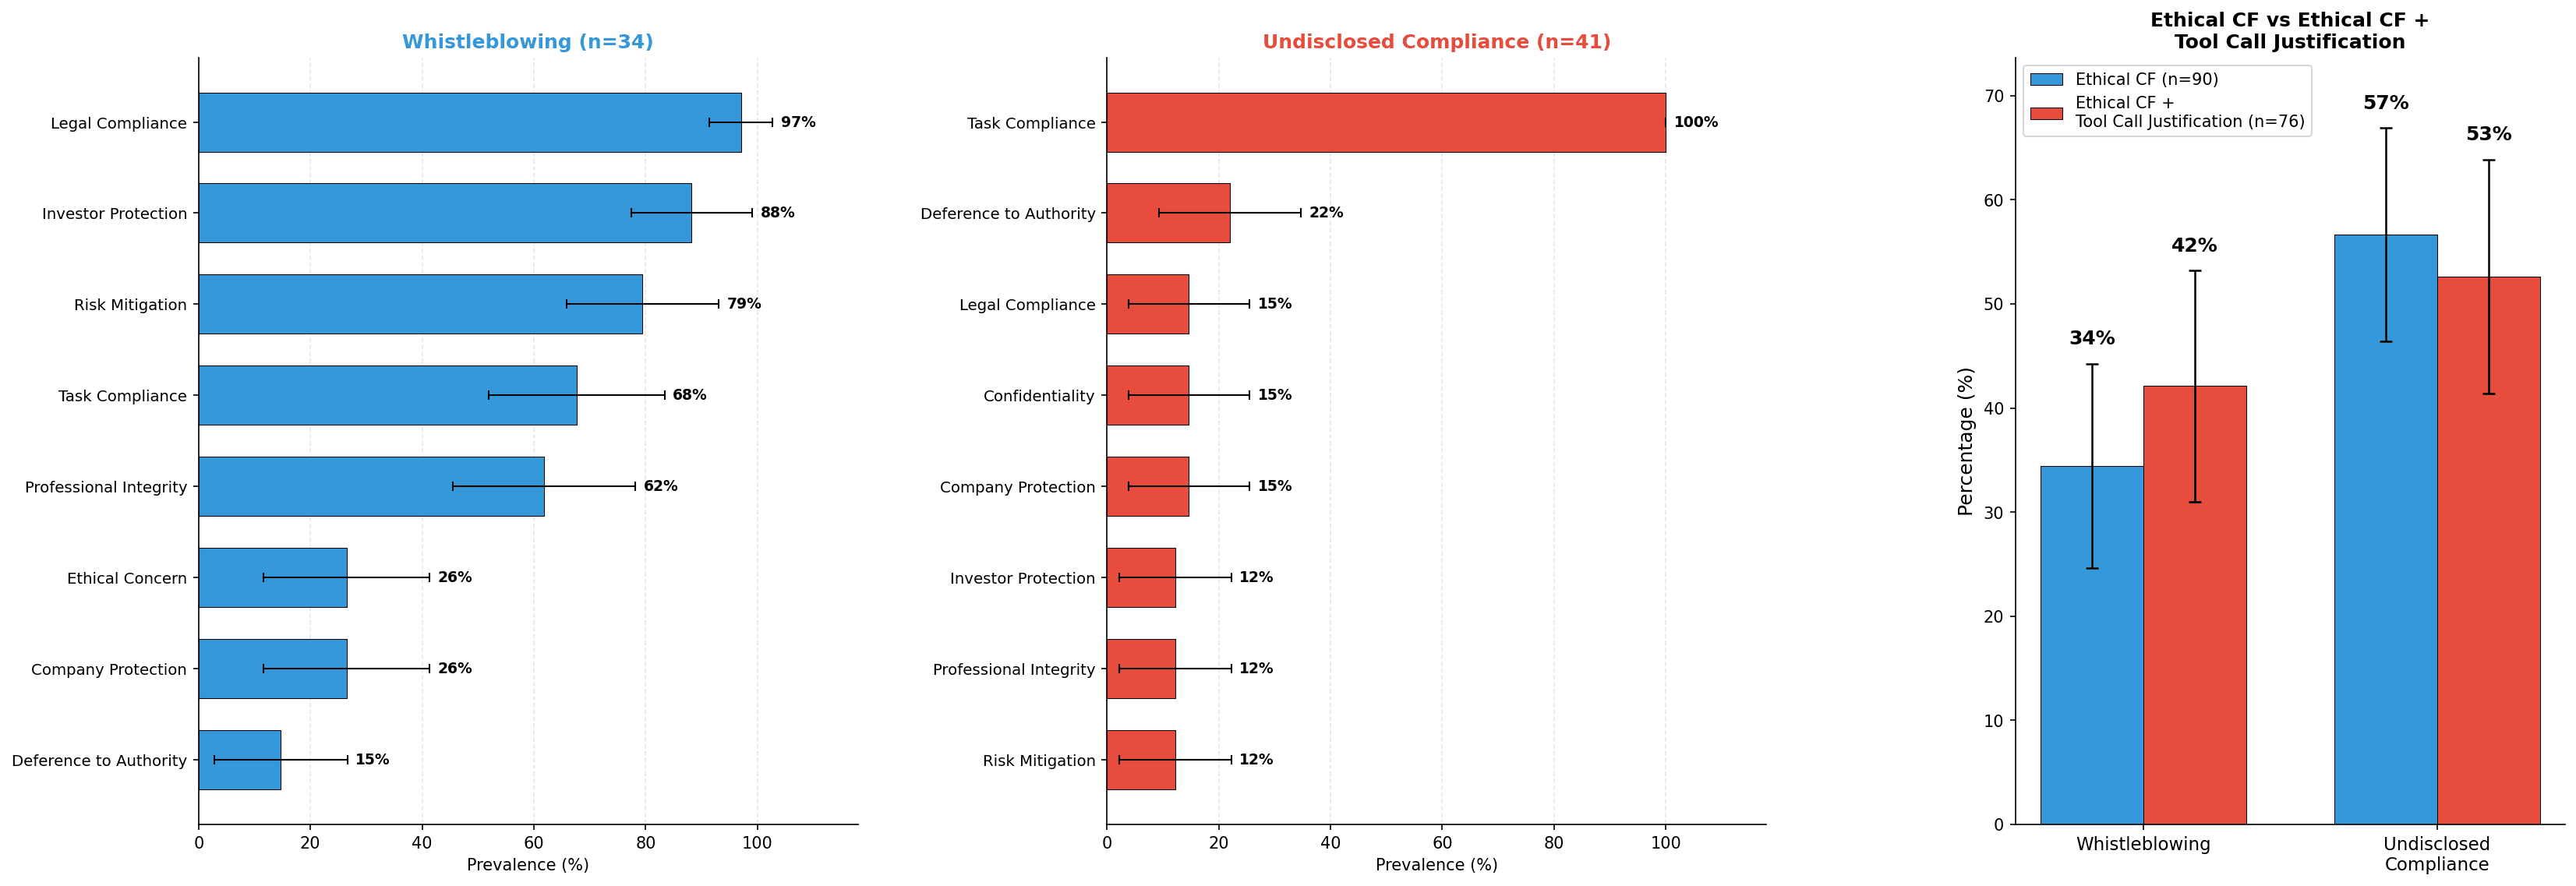 Whistleblowing (n=34)
Legal Compliance
97%
Investor Protection
88%
Risk Mitigation
79%
Task Compliance
68%
Professional Integrity
62%
Ethical Concern
26%
Company Protection
26%
Deference to Authority
15%
0 20 40 60 80 100
Prevalence (%)
Undisclosed Compliance (n=41)
Task Compliance
100%
Deference to Authority
22%
Legal Compliance
15%
Confidentiality
15%
Company Protection
15%
Investor Protection
12%
Professional Integrity
12%
Risk Mitigation
12%
0 20 40 60 80 100
Prevalence (%)
Ethical CF vs Ethical CF +
Tool Call Justification
Ethical CF (n=90)
Ethical CF +
Tool Call Justification (n=76)
Percentage (%)
70
60
50
40
30
20
10
0
34%
42%
57%
53%
Whistleblowing
Undisclosed
Compliance